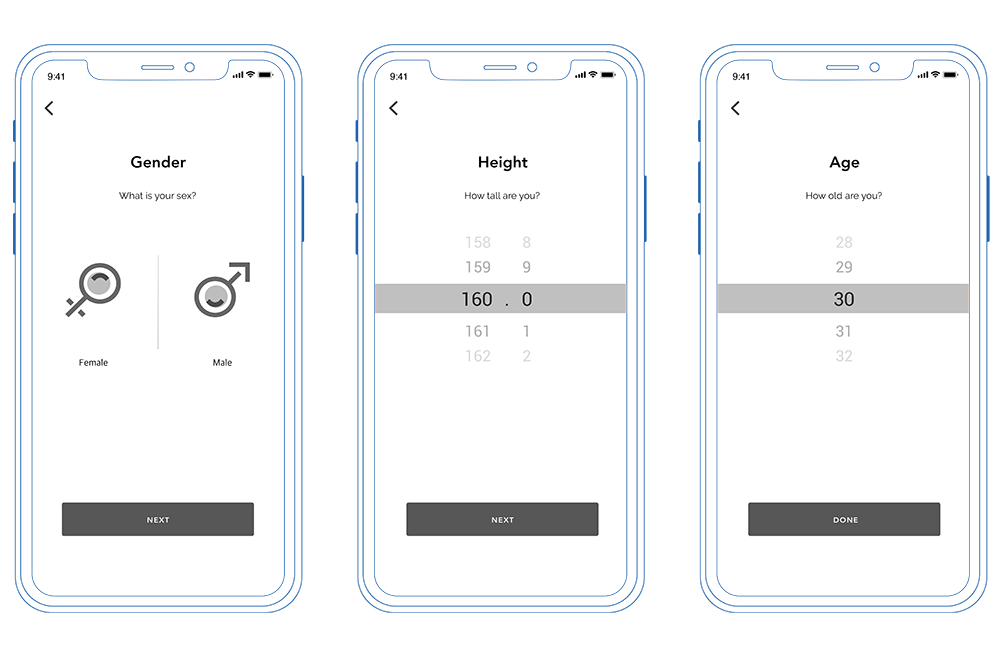 9:41
Gender
What is your sex?
Female
Male
NEXT
9:41
Height
How tall are you?
158 8
159 9
160 . 0
161 1
162 2
NEXT
9:41
Age
How old are you?
28
29
30
31
32
DONE